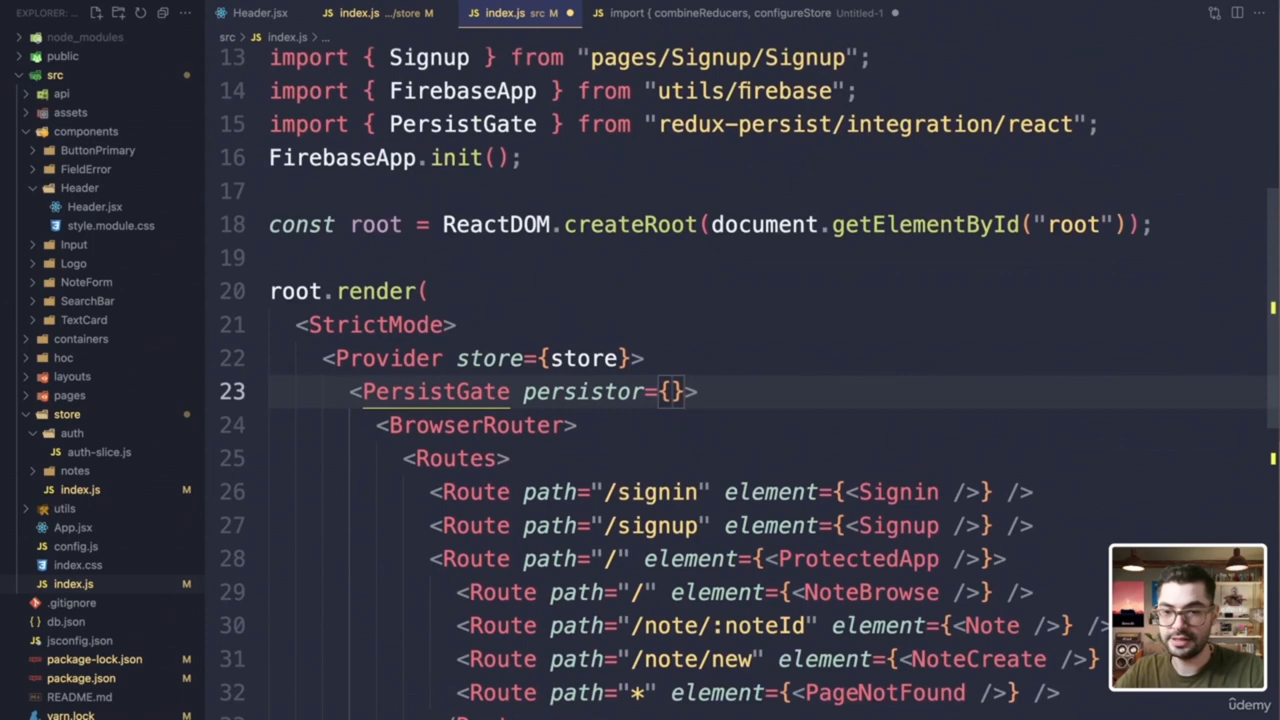 EXPLORER: ...
Header.jsx
index.js .../store M
index.js src M
import { combineReducers, configureStore Untitled-1
src > index.js > ...
node_modules
public
src
api
assets
components
ButtonPrimary
FieldError
Header
Header.jsx
style.module.css
Input
Logo
NoteForm
SearchBar
TextCard
containers
hoc
layouts
pages
store
auth
auth-slice.js
notes
index.js M
utils
App.jsx
config.js
index.css
index.js M
.gitignore
db.json
jsconfig.json
package-lock.json M
package.json M
README.md
yarn.lock M
13 import { Signup } from "pages/Signup/Signup";
14 import { FirebaseApp } from "utils/firebase";
15 import { PersistGate } from "redux-persist/integration/react";
16 FirebaseApp.init();
17
18 const root = ReactDOM.createRoot(document.getElementById("root"));
19
20 root.render(
21 <StrictMode>
22 <Provider store={store}>
23 <PersistGate persistor={}>
24 <BrowserRouter>
25 <Routes>
26 <Route path="/signin" element={<Signin />} />
27 <Route path="/signup" element={<Signup />} />
28 <Route path="/" element={<ProtectedApp />}>
29 <Route path="/" element={<NoteBrowse />} />
30 <Route path="/note/:noteId" element={<Note />} />
31 <Route path="/note/new" element={<NoteCreate />}
32 <Route path="*" element={<PageNotFound />} />
ûdemy